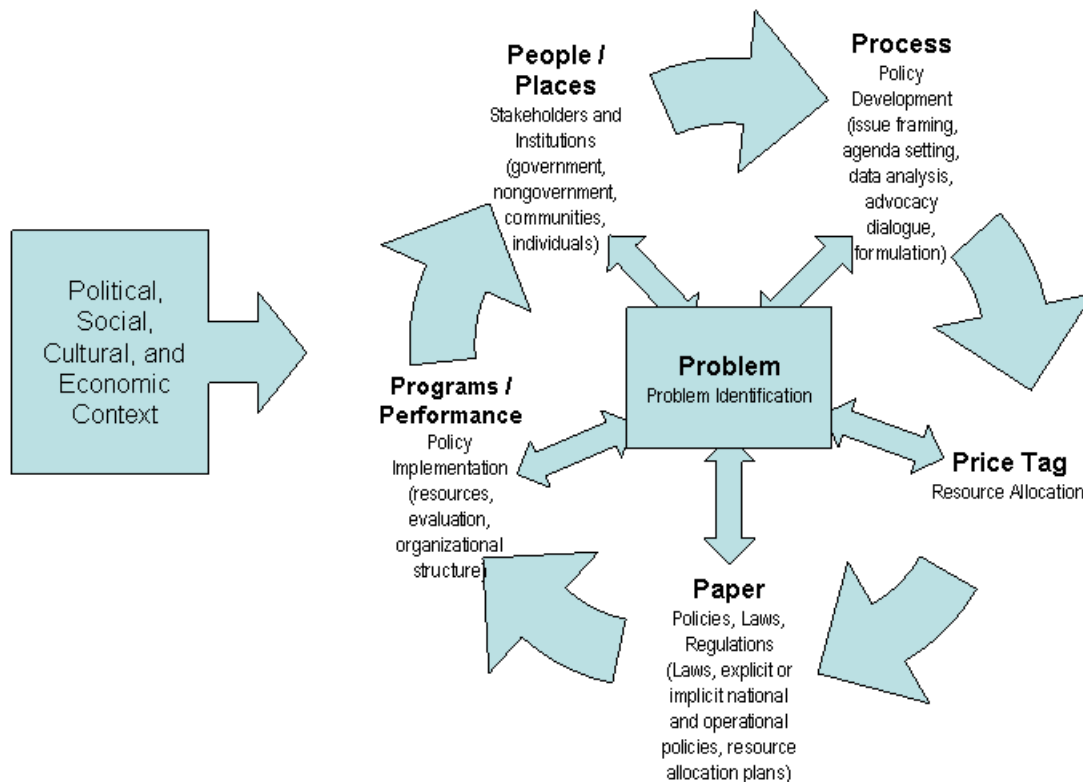 People /
Places
Stakeholders and
Institutions
(government,
nongovernment,
communities,
individuals)
Process
Policy
Development
(issue framing,
agenda setting,
data analysis,
advocacy
dialogue,
formulation)
Political,
Social,
Cultural, and
Economic
Context
Problem
Problem Identification
Programs /
Performance
Policy
Implementation
(resources,
evaluation,
organizational
structure)
Price Tag
Resource Allocation
Paper
Policies, Laws,
Regulations
(Laws, explicit or
implicit national
and operational
policies, resource
allocation plans)